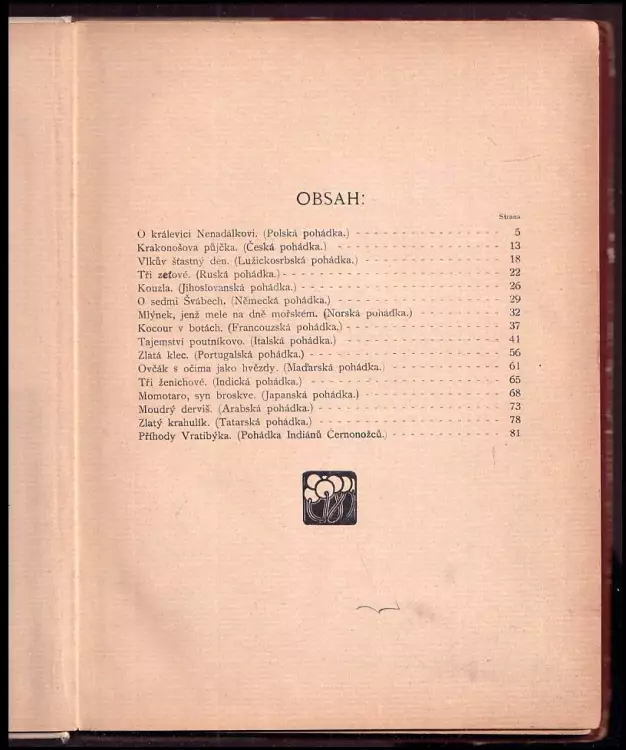 OBSAH:
Strana
O králevici Nenadálkovi. (Polská pohádka.) 5
Krakonošova půjčka. (Česká pohádka.) 13
Vlkův šťastný den. (Lužickosrbská pohádka.) 18
Tři zeťové. (Ruská pohádka.) 22
Kouzla. (Jihoslovanská pohádka.) 26
O sedmi Švábech. (Německá pohádka.) 29
Mlýnek, jenž mele na dně mořském. (Norská pohádka.) 32
Kocour v botách. (Francouzská pohádka.) 37
Tajemství poutníkovo. (Italská pohádka.) 41
Zlatá klec. (Portugalská pohádka.) 56
Ovčák s očima jako hvězdy. (Maďarská pohádka.) 61
Tři ženichové. (Indická pohádka.) 65
Momotaro, syn broskve. (Japanská pohádka.) 68
Moudrý derviš. (Arabská pohádka.) 73
Zlatý krahulík. (Tatarská pohádka.) 78
Příhody Vratibýka. (Pohádka Indiánů Černonožců.) 81